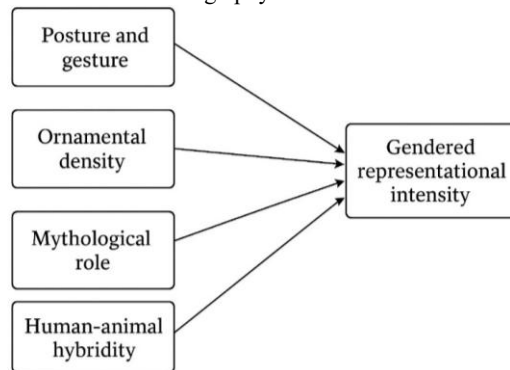 Posture and
gesture
Ornamental
density
Mythological
role
Human-animal
hybridity
Gendered
representational
intensity